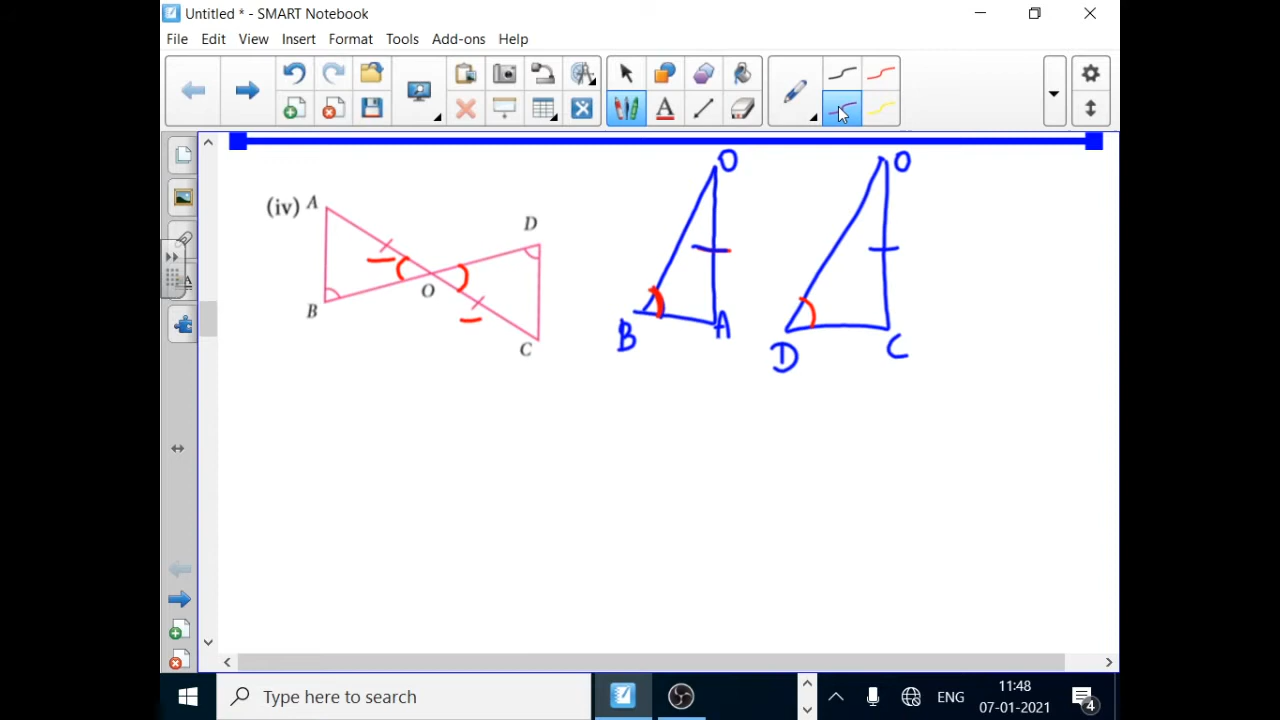 Untitled * - SMART Notebook
File Edit View Insert Format Tools Add-ons Help
A
O O
(iv) A
D
O
B
C
B A
D C
Type here to search
ENG
11:48
07-01-2021
4